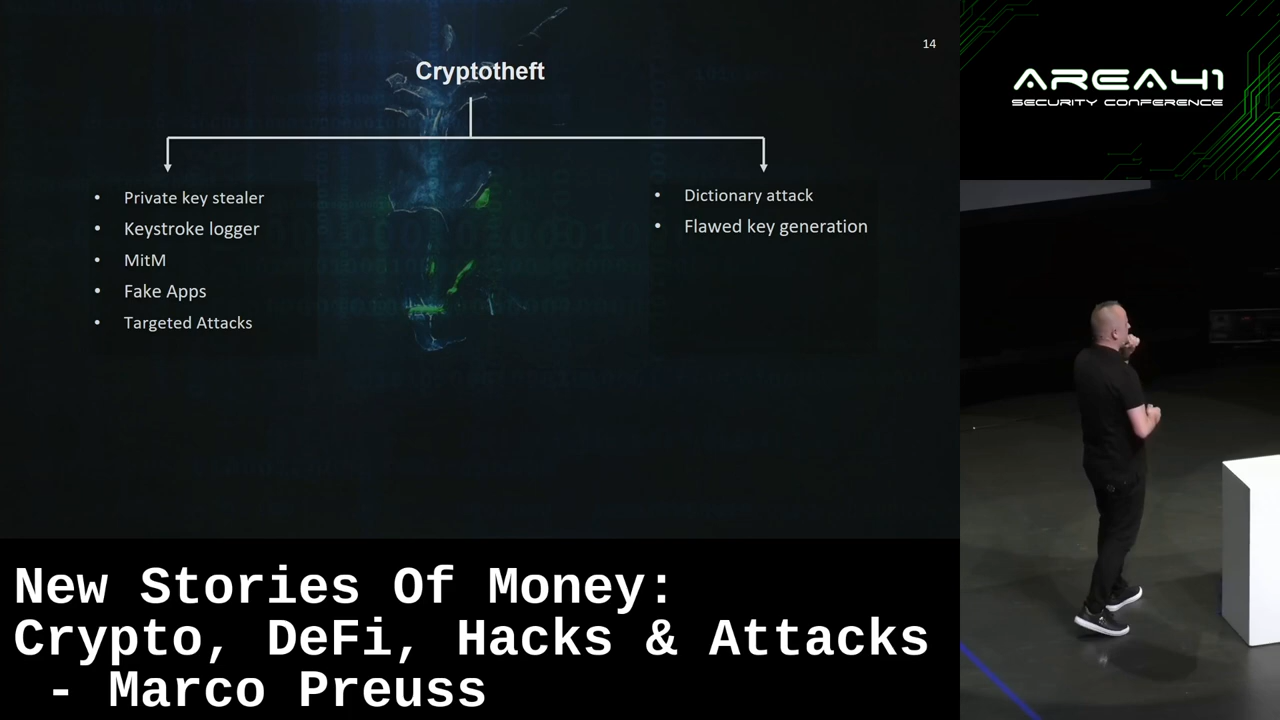 14
Cryptotheft
• Private key stealer
• Keystroke logger
• MitM
• Fake Apps
• Targeted Attacks
• Dictionary attack
• Flawed key generation
AREA41
SECURITY CONFERENCE
New Stories Of Money:
Crypto, DeFi, Hacks & Attacks
- Marco Preuss